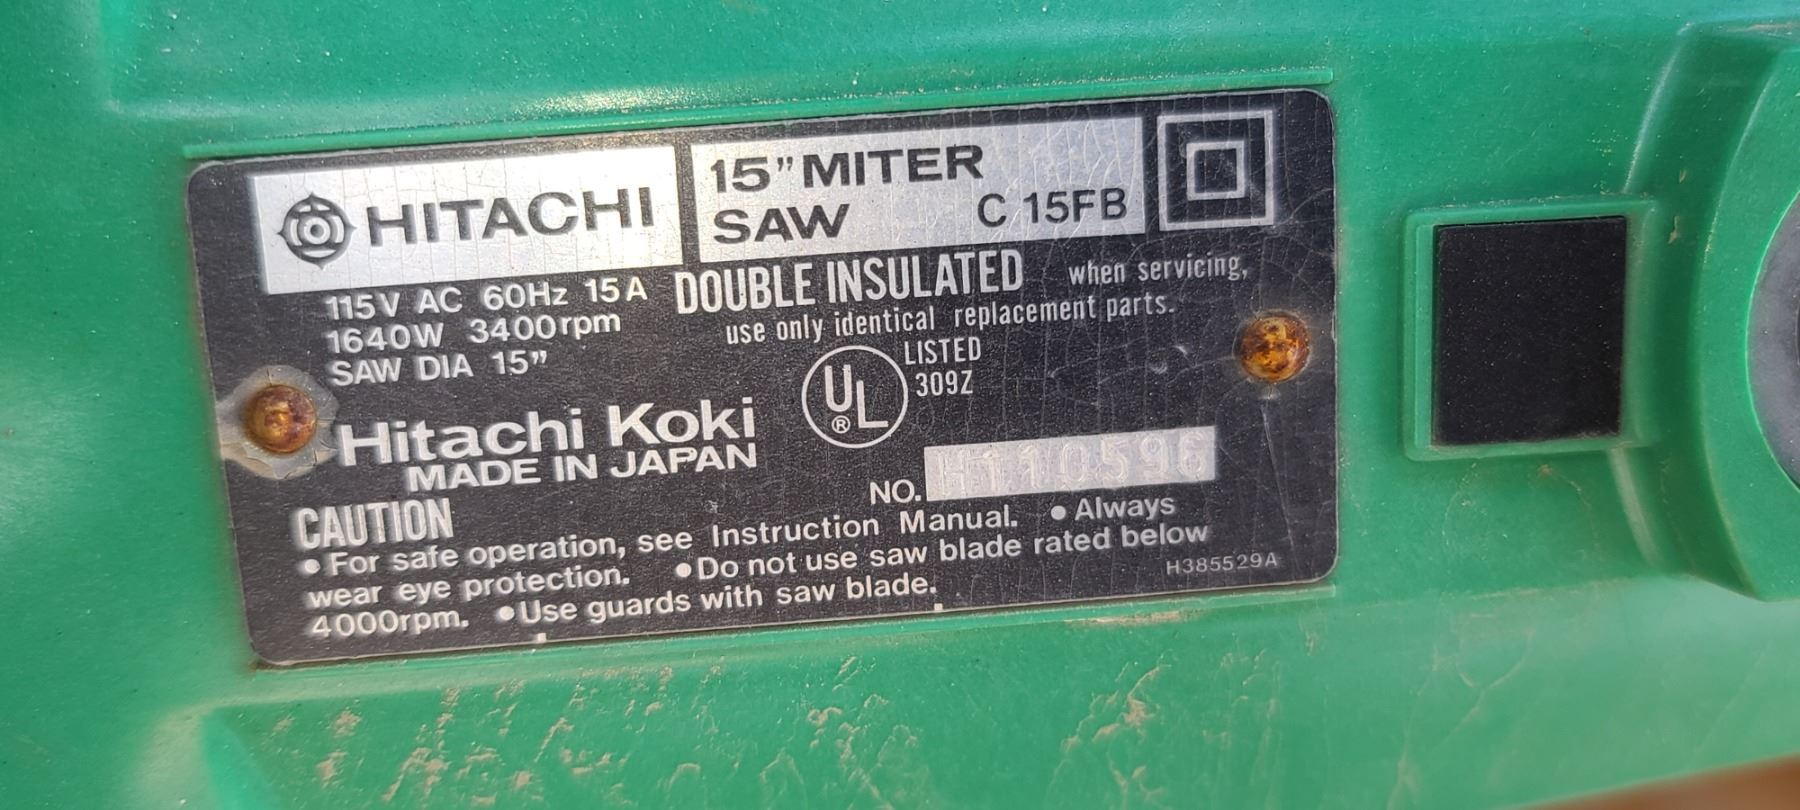 HITACHI
15” MITER
SAW C 15FB
115V AC 60Hz 15A
1640W 3400rpm
SAW DIA 15”
DOUBLE INSULATED when servicing,
use only identical replacement parts.
UL ®
LISTED
309Z
Hitachi Koki
MADE IN JAPAN
NO. H110596
CAUTION
• For safe operation, see Instruction Manual. • Always
wear eye protection. • Do not use saw blade rated below
4000rpm. • Use guards with saw blade.
H385529A